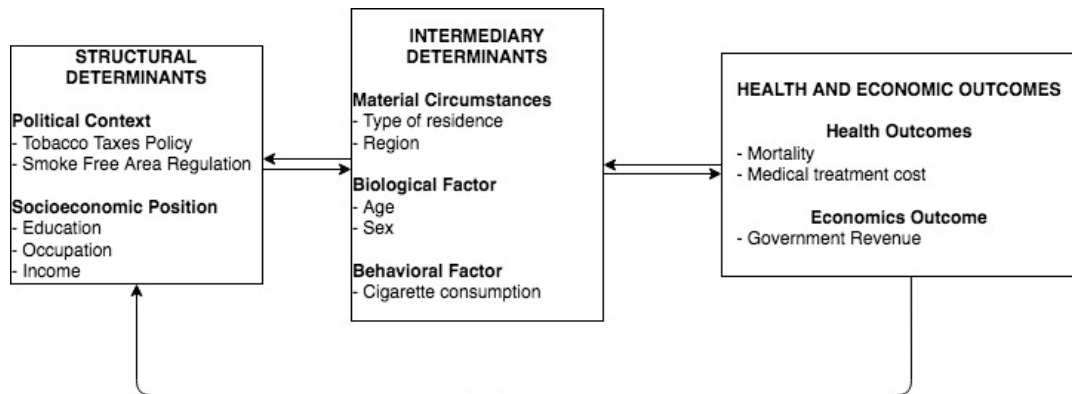 STRUCTURAL
DETERMINANTS
Political Context
- Tobacco Taxes Policy
- Smoke Free Area Regulation
Socioeconomic Position
- Education
- Occupation
- Income
INTERMEDIARY
DETERMINANTS
Material Circumstances
- Type of residence
- Region
Biological Factor
- Age
- Sex
Behavioral Factor
- Cigarette consumption
HEALTH AND ECONOMIC OUTCOMES
Health Outcomes
- Mortality
- Medical treatment cost
Economics Outcome
- Government Revenue